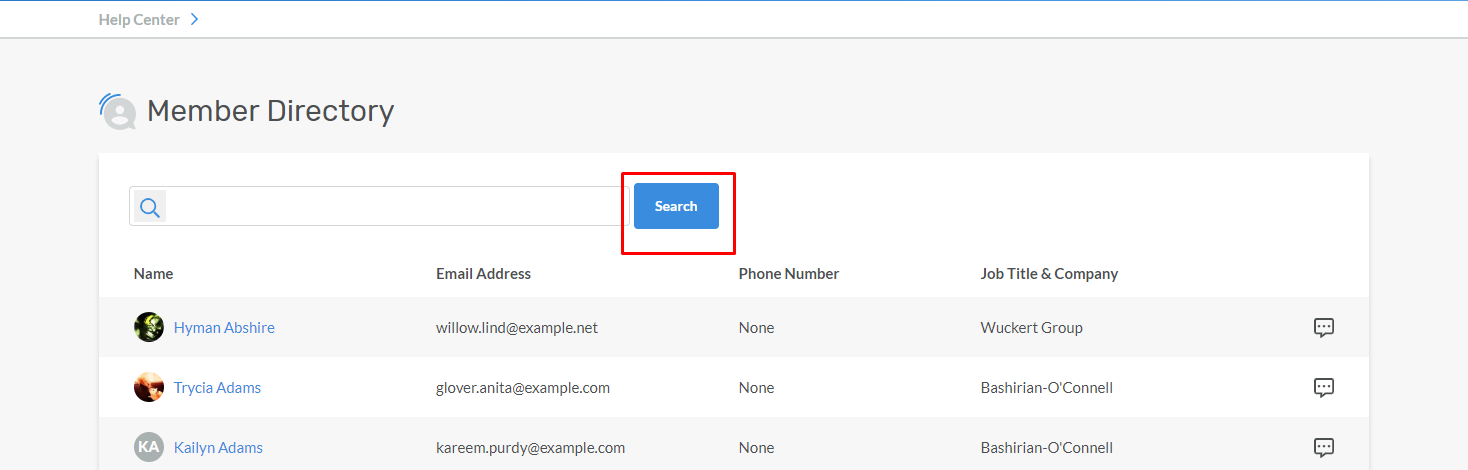 Help Center
Member Directory
Search
Name Email Address Phone Number Job Title & Company
Hyman Abshire willow.lind@example.net None Wuckert Group
Trycia Adams glover.anita@example.com None Bashirian-O'Connell
KA Kailyn Adams kareem.purdy@example.com None Bashirian-O'Connell